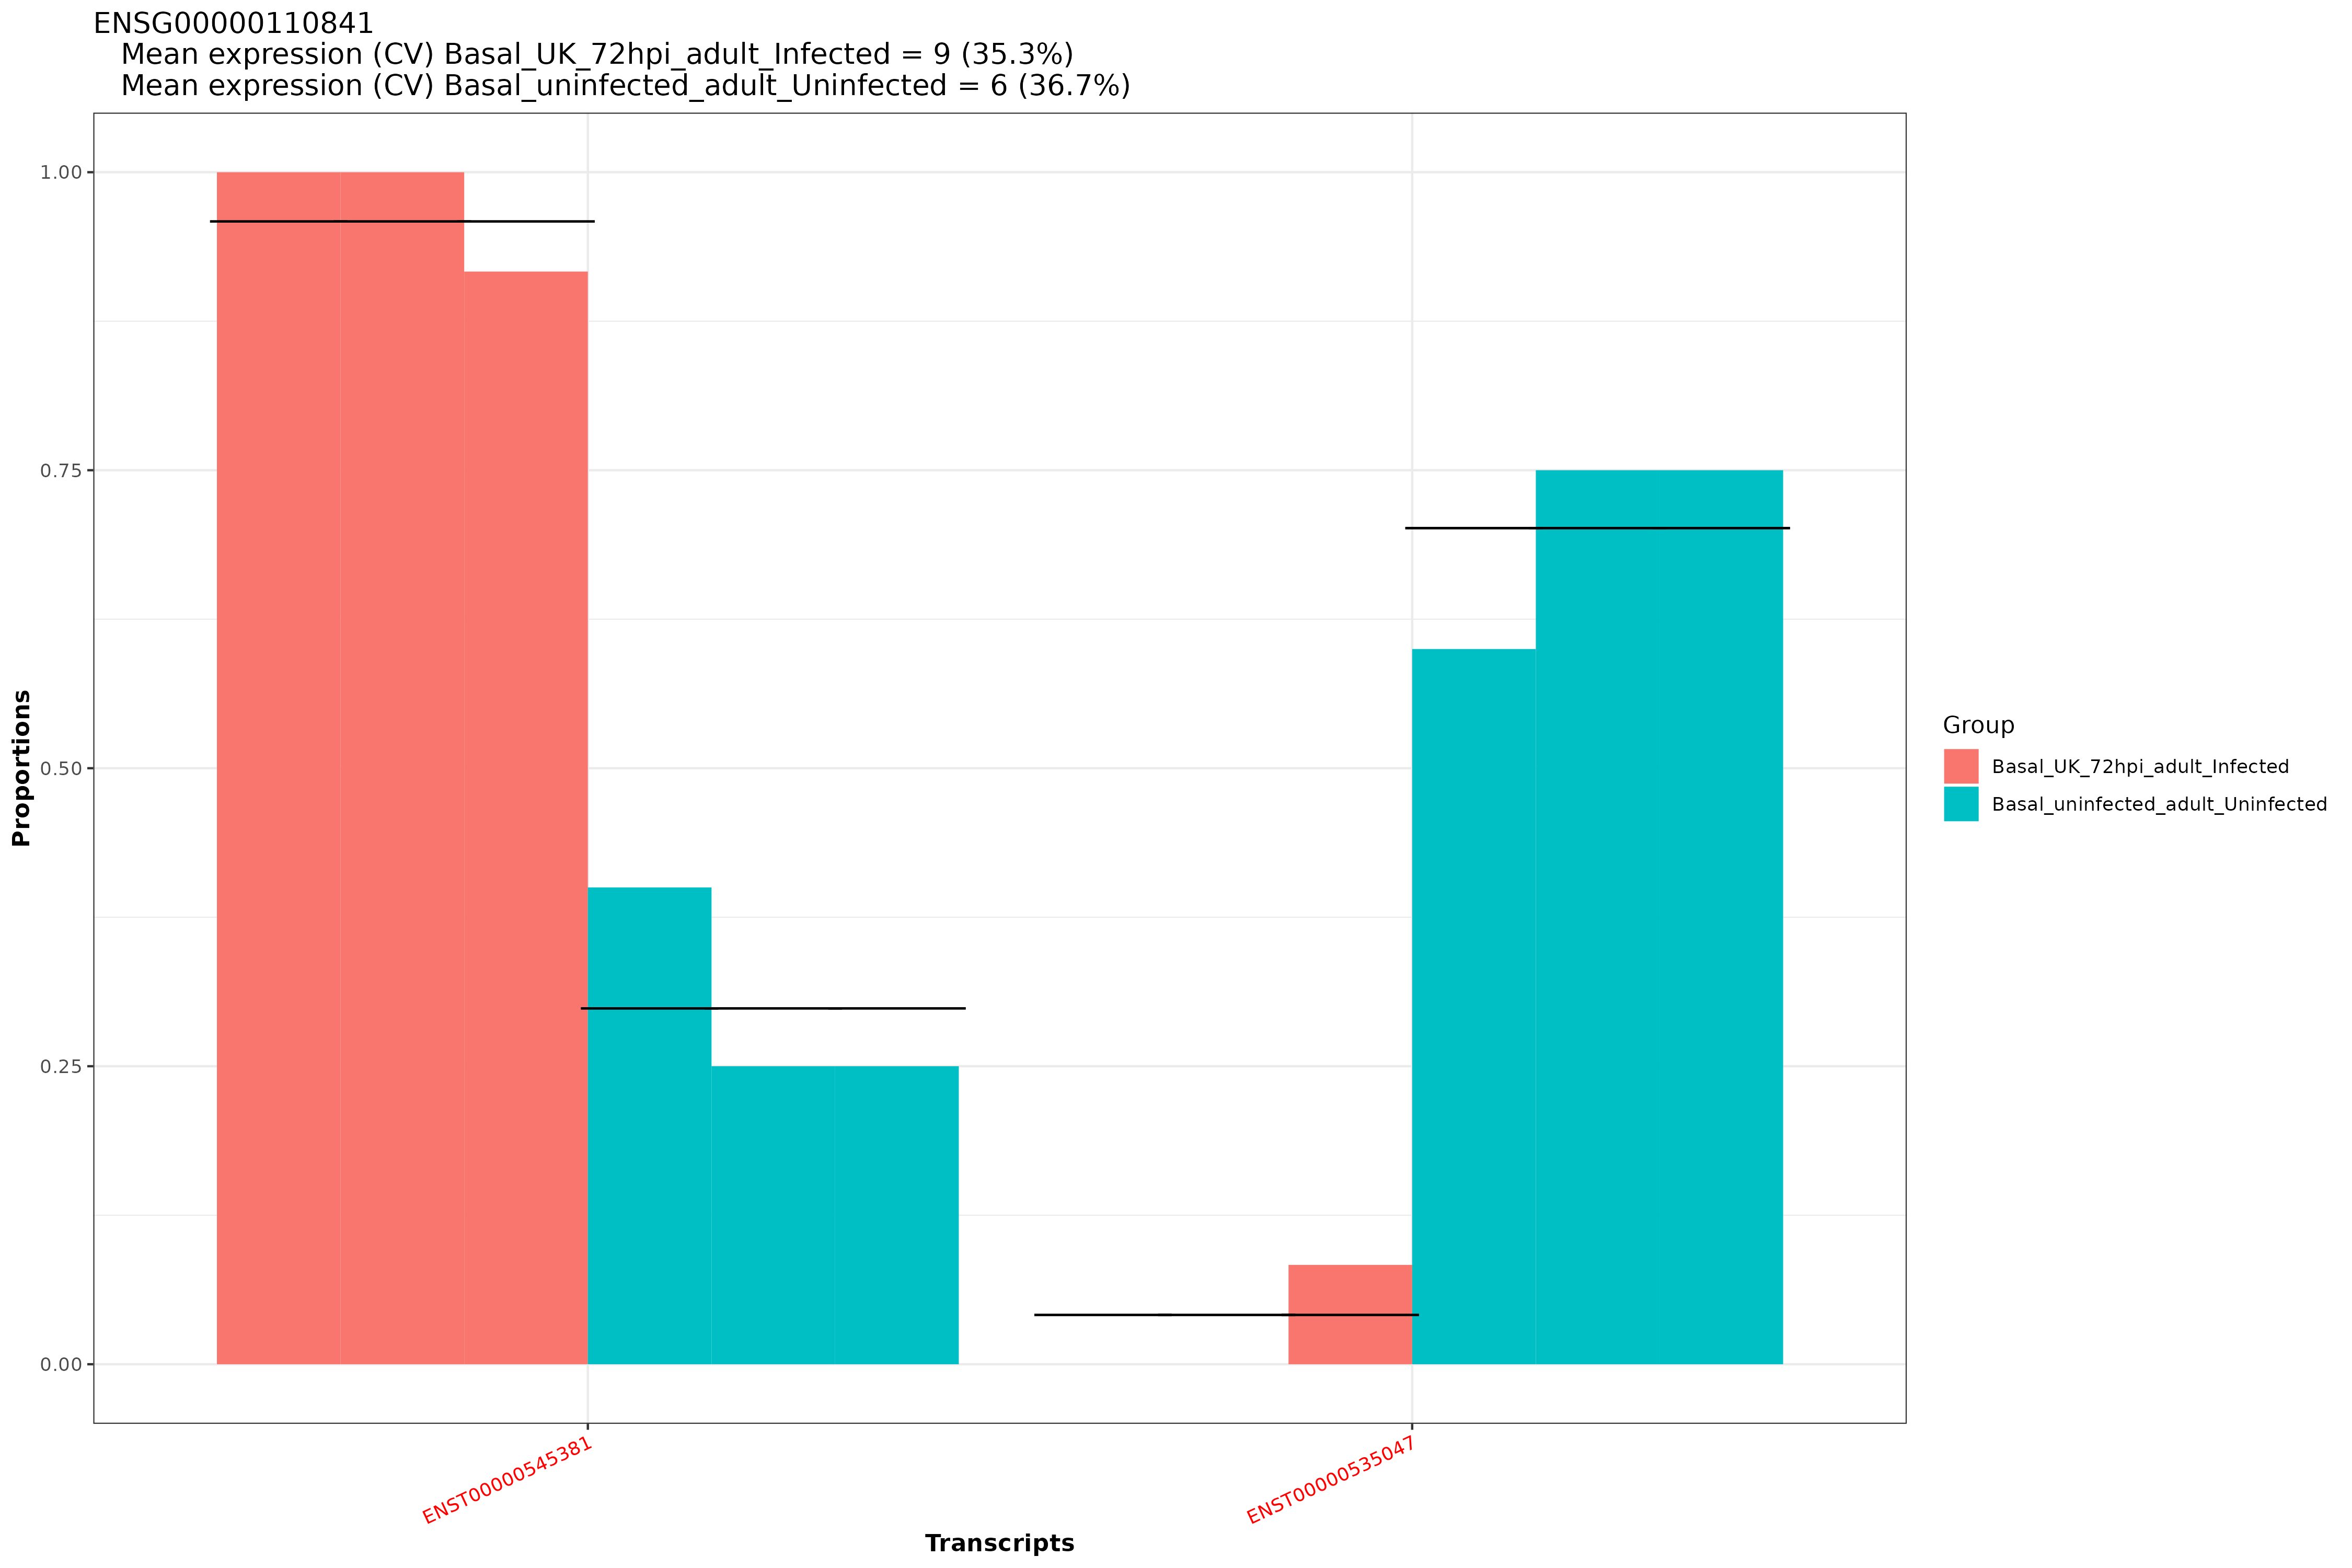 ENSG00000110841
Mean expression (CV) Basal_UK_72hpi_adult_Infected = 9 (35.3%)
Mean expression (CV) Basal_uninfected_adult_Uninfected = 6 (36.7%)
1.00
0.75
0.50
0.25
0.00
Proportions
ENST00000545381
ENST00000535047
Transcripts
Group
Basal_UK_72hpi_adult_Infected
Basal_uninfected_adult_Uninfected